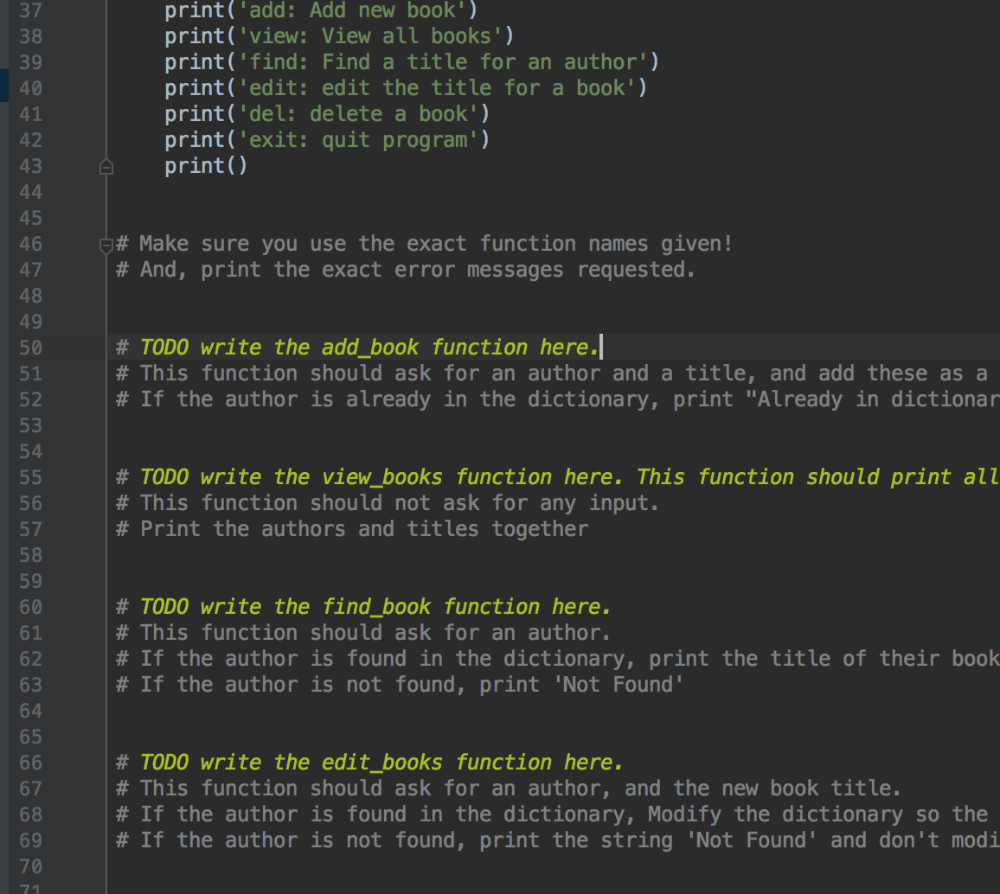 37 print('add: Add new book')
38 print('view: View all books')
39 print('find: Find a title for an author')
40 print('edit: edit the title for a book')
41 print('del: delete a book')
42 print('exit: quit program')
43 print()
44
45
46 # Make sure you use the exact function names given!
47 # And, print the exact error messages requested.
48
49
50 # TODO write the add_book function here.
51 # This function should ask for an author and a title, and add these as a
52 # If the author is already in the dictionary, print "Already in dictionar
53
54
55 # TODO write the view_books function here. This function should print all
56 # This function should not ask for any input.
57 # Print the authors and titles together
58
59
60 # TODO write the find_book function here.
61 # This function should ask for an author.
62 # If the author is found in the dictionary, print the title of their book
63 # If the author is not found, print 'Not Found'
64
65
66 # TODO write the edit_books function here.
67 # This function should ask for an author, and the new book title.
68 # If the author is found in the dictionary, Modify the dictionary so the
69 # If the author is not found, print the string 'Not Found' and don't modi
70
71